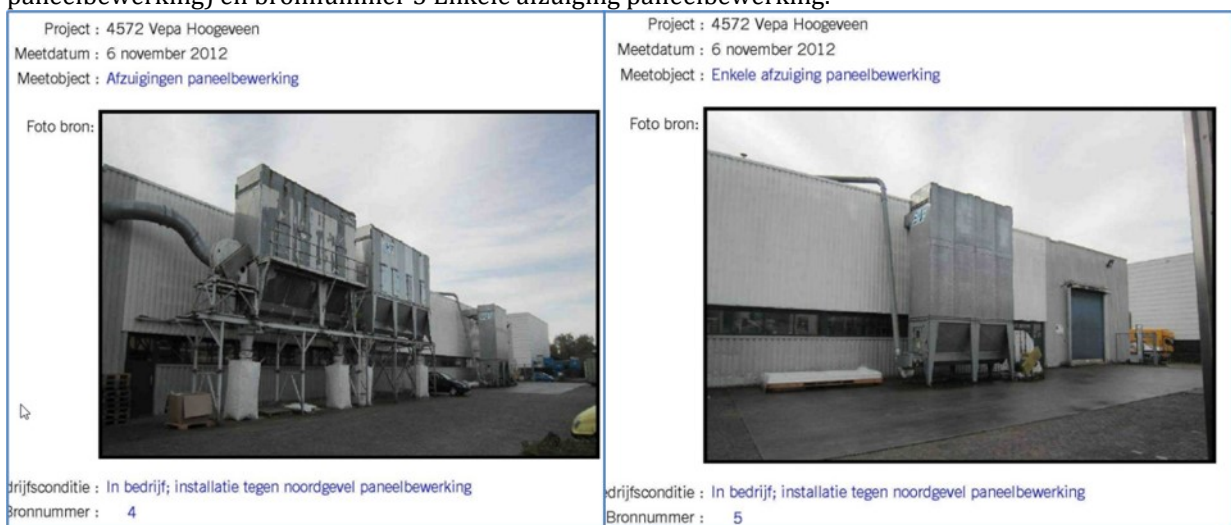 paneelbewerking) en bronnummer 5 Enkele afzuiging paneelbewerking.
Project : 4572 Vepa Hoogeveen
Meetdatum : 6 november 2012
Meetobject : Afzuigingen paneelbewerking
Foto bron:
drijfsconditie : In bedrijf; installatie tegen noordgevel paneelbewerking
Bronnummer : 4
Project : 4572 Vepa Hoogeveen
Meetdatum : 6 november 2012
Meetobject : Enkele afzuiging paneelbewerking
Foto bron:
edrijfsconditie : In bedrijf; installatie tegen noordgevel paneelbewerking
Bronnummer : 5